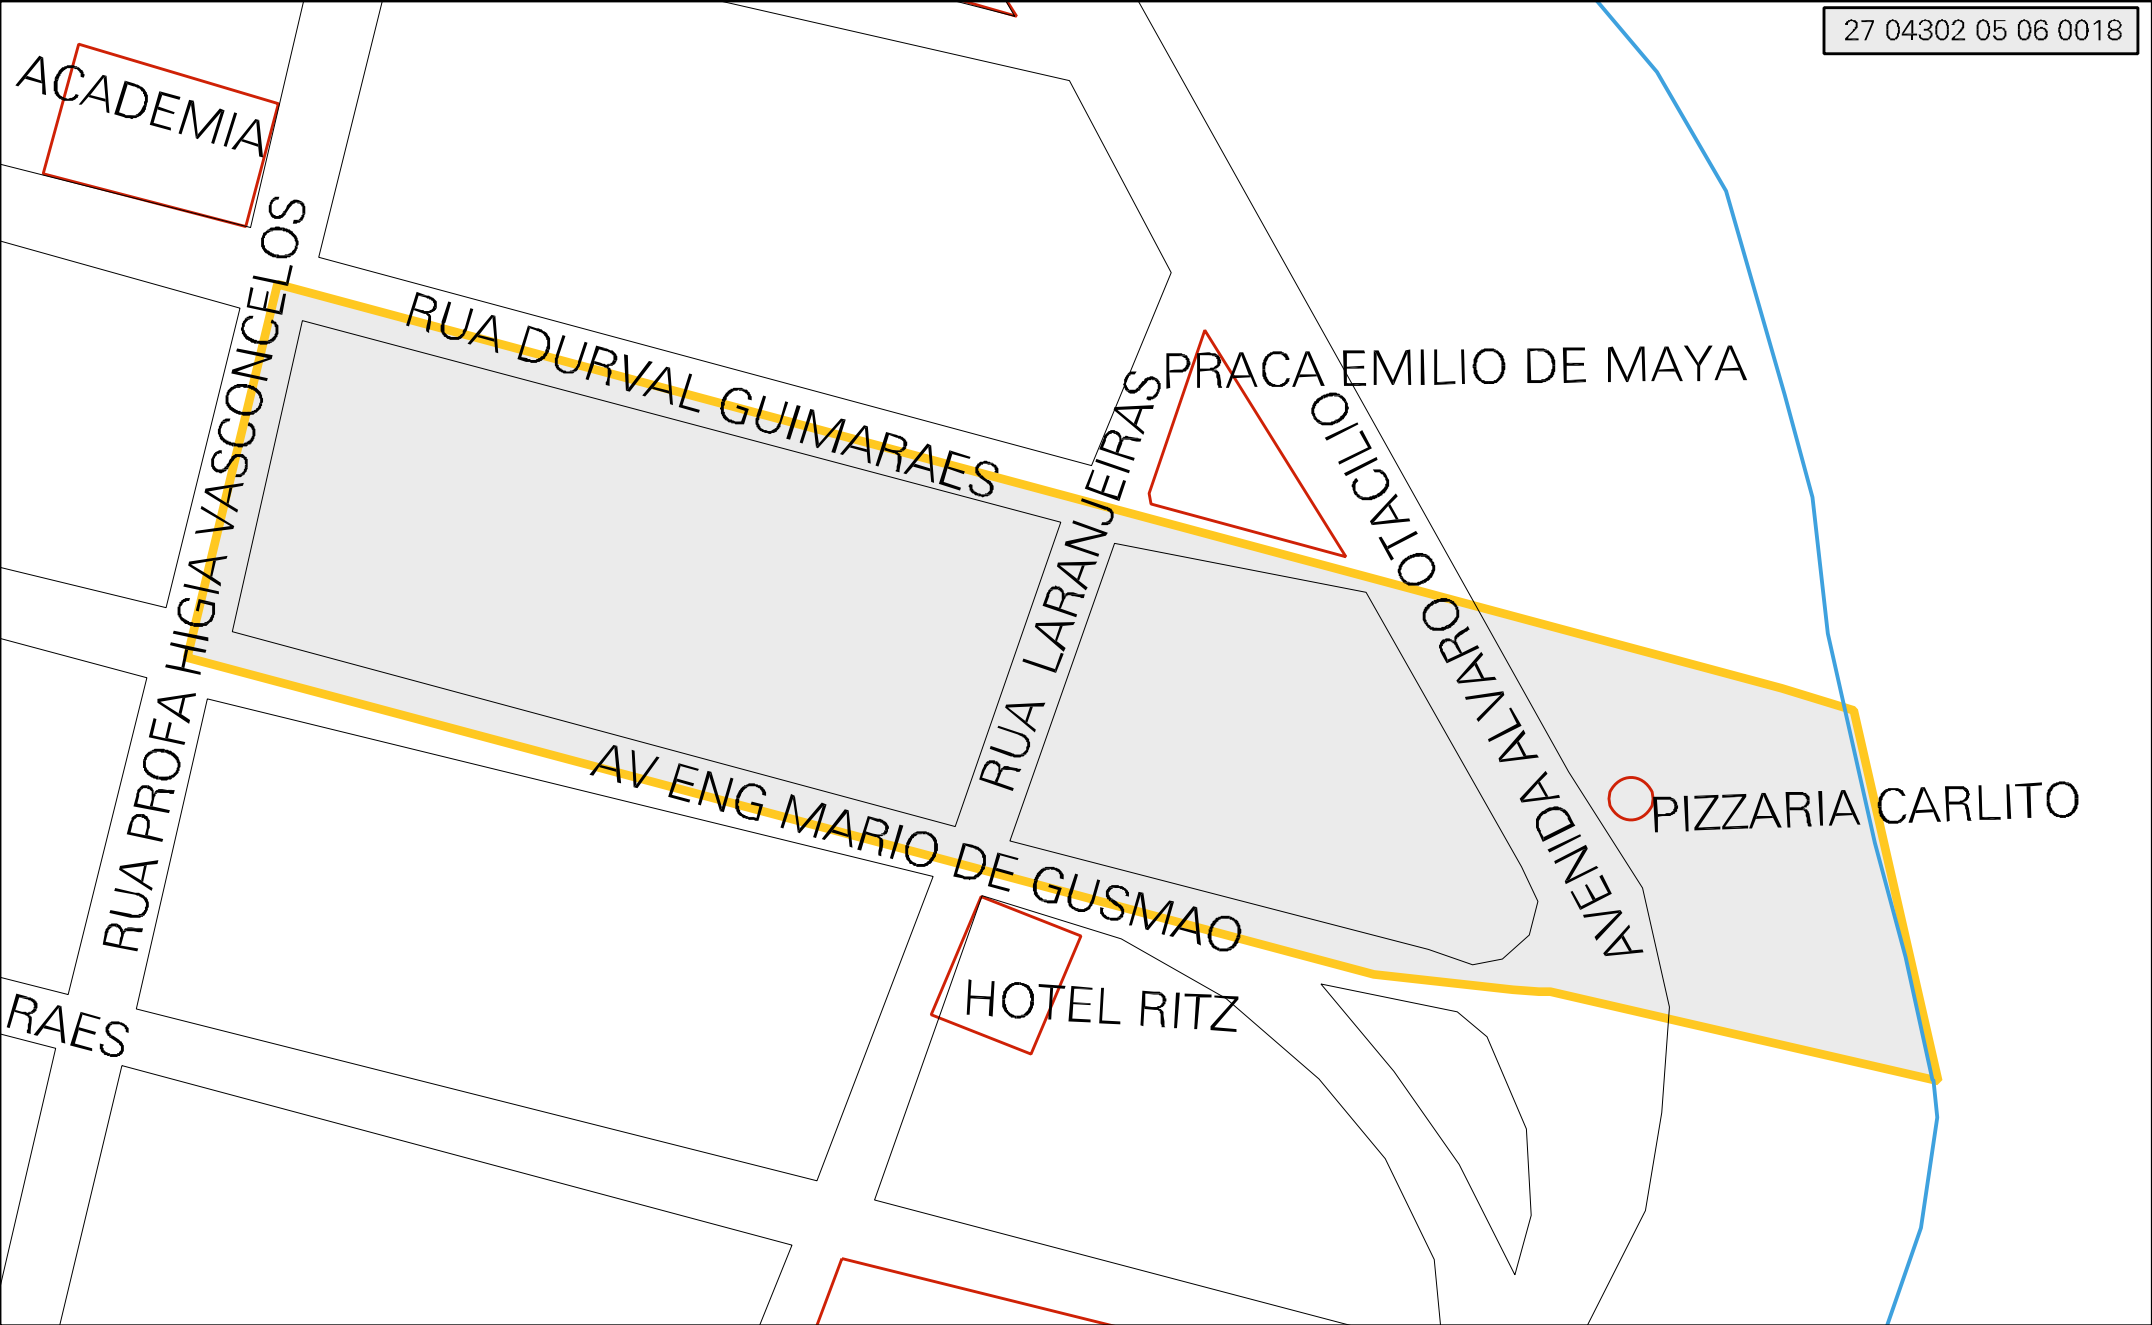 27 04302 05 06 0018
ACADEMIA
RUA PROFA HIGIA VASCONCELOS
RUA DURVAL GUIMARAES
PRACA EMILIO DE MAYA
RUA LARANJEIRAS
AVENIDA ALVARO OTACILIO
PIZZARIA CARLITO
AV ENG MARIO DE GUSMAO
HOTEL RITZ
RAES